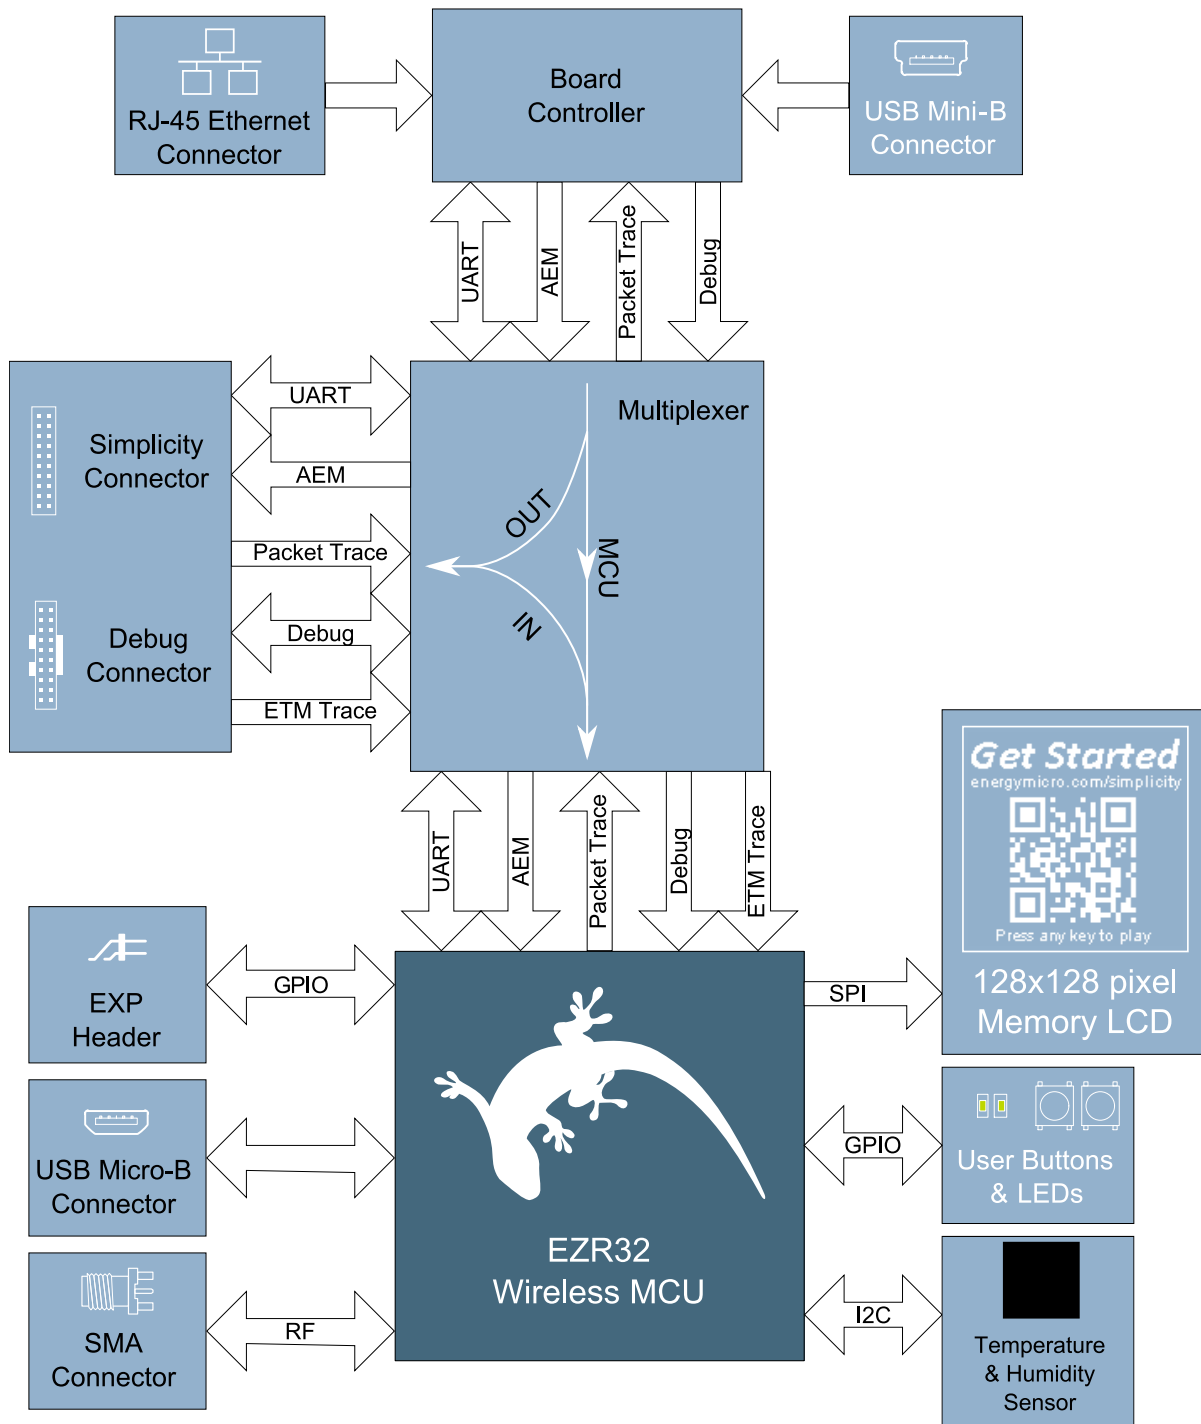 RJ-45 Ethernet
Connector
Board
Controller
USB Mini-B
Connector
UART
AEM
Packet Trace
Debug
Simplicity
Connector
Debug
Connector
UART
AEM
Packet Trace
Debug
ETM Trace
Multiplexer
OUT
MCU
IN
UART
AEM
Packet Trace
Debug
ETM Trace
Get Started
energymicro.com/simplicity
Press any key to play
128x128 pixel
Memory LCD
EXP
Header
GPIO
SPI
USB Micro-B
Connector
GPIO
User Buttons
& LEDs
EZR32
Wireless MCU
SMA
Connector
RF
I2C
Temperature
& Humidity
Sensor